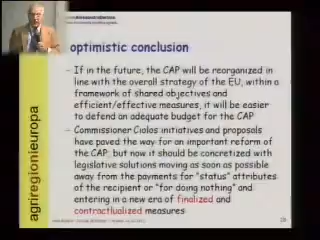 optimistic conclusion
– If in the future, the CAP will be reorganized in
line with the overall strategy of the EU, within a
framework of shared objectives and
efficient/effective measures, it will be easier
to defend an adequate budget for the CAP
– Commissioner Ciolos initiatives and proposals
have paved the way for an important reform of
the CAP; but now it should be concretized with
legislative solutions moving as soon as possible
away from the payments for "status" attributes
of the recipient or "for doing nothing" and
entering in a new era of finalized and
contractualized measures
agriregionieuropa